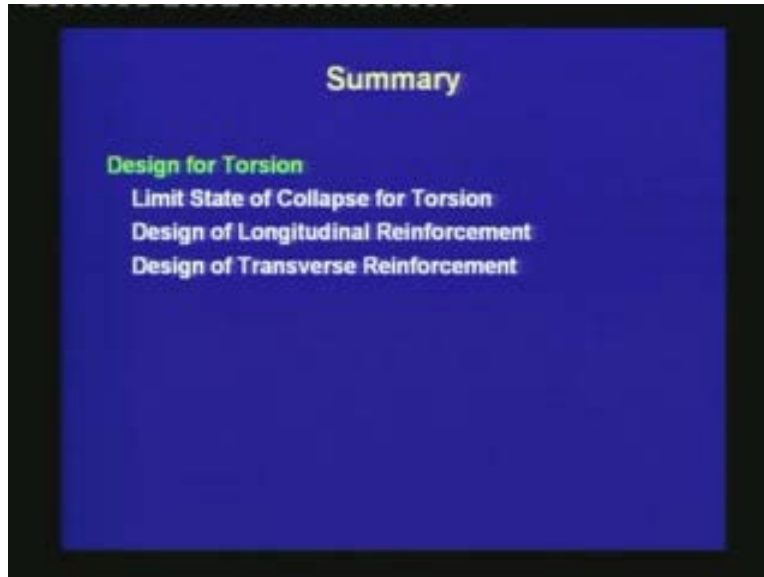 Summary
Design for Torsion
Limit State of Collapse for Torsion
Design of Longitudinal Reinforcement
Design of Transverse Reinforcement